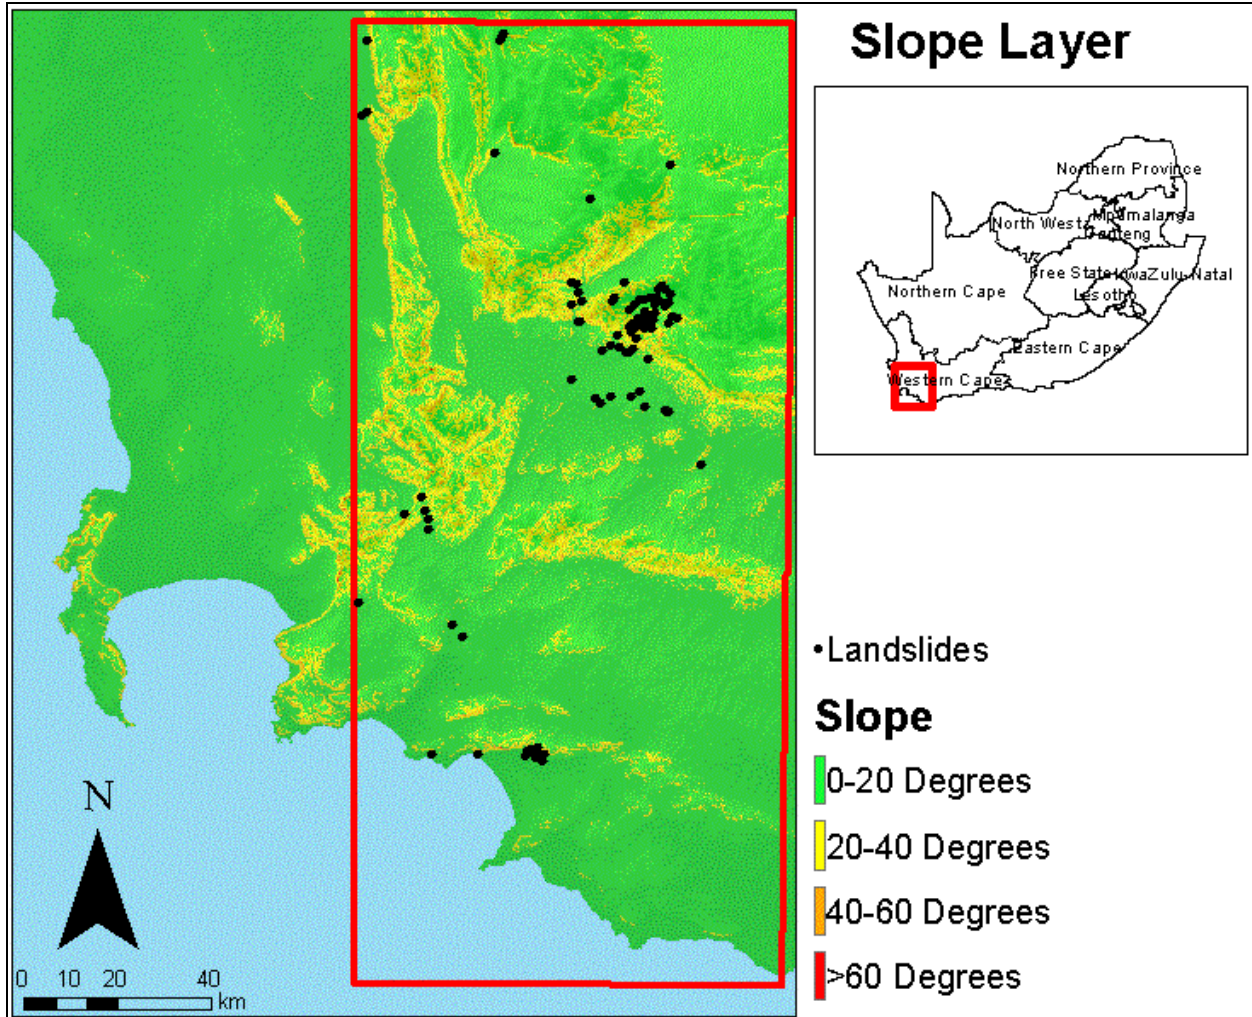 Slope Layer
Northern Province
North West
Mpumalanga
Gauteng
Free State
KwaZulu-Natal
Lesotho
Northern Cape
Eastern Cape
Western Cape
•Landslides
Slope
0-20 Degrees
20-40 Degrees
40-60 Degrees
>60 Degrees
N
0 10 20 40
km